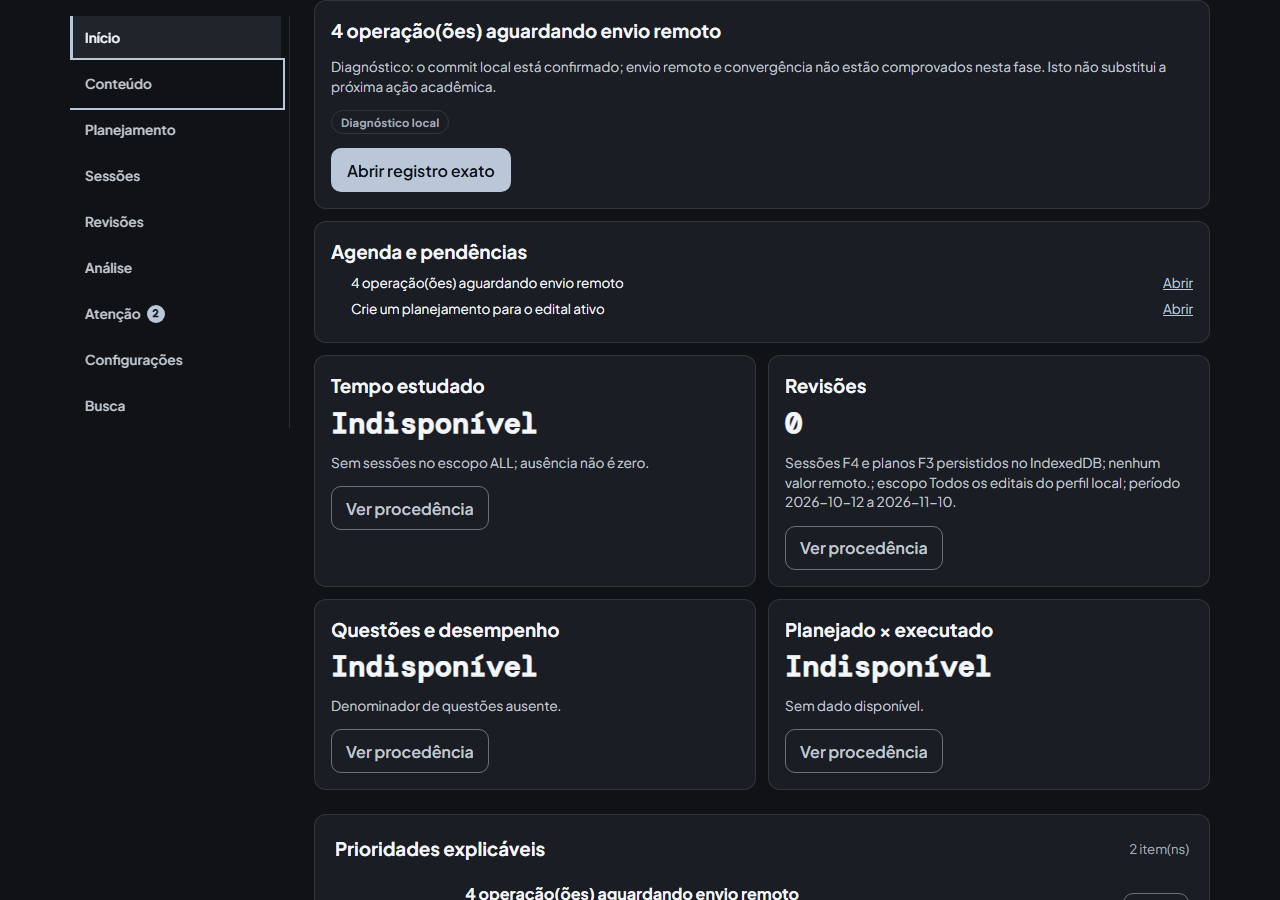 Início
Conteúdo
Planejamento
Sessões
Revisões
Análise
Atenção 2
Configurações
Busca
4 operação(ões) aguardando envio remoto
Diagnóstico: o commit local está confirmado; envio remoto e convergência não estão comprovados nesta fase. Isto não substitui a
próxima ação acadêmica.
Diagnóstico local
Abrir registro exato
Agenda e pendências
4 operação(ões) aguardando envio remoto Abrir
Crie um planejamento para o edital ativo Abrir
Tempo estudado
Indisponível
Sem sessões no escopo ALL; ausência não é zero.
Ver procedência
Revisões
0
Sessões F4 e planos F3 persistidos no IndexedDB; nenhum
valor remoto.; escopo Todos os editais do perfil local; período
2026-10-12 a 2026-11-10.
Ver procedência
Questões e desempenho
Indisponível
Denominador de questões ausente.
Ver procedência
Planejado × executado
Indisponível
Sem dado disponível.
Ver procedência
Prioridades explicáveis 2 item(ns)
4 operação(ões) aguardando envio remoto